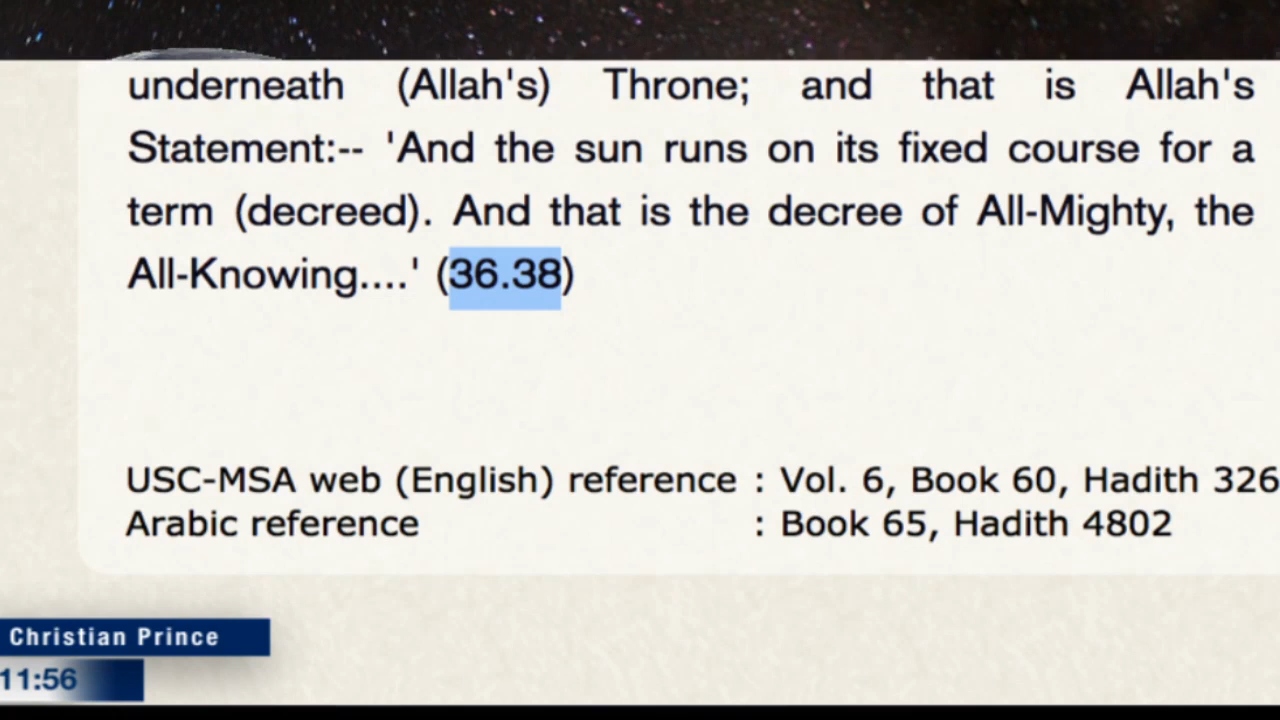 underneath (Allah's) Throne; and that is Allah's
Statement:-- 'And the sun runs on its fixed course for a
term (decreed). And that is the decree of All-Mighty, the
All-Knowing....' (36.38)
USC-MSA web (English) reference : Vol. 6, Book 60, Hadith 326
Arabic reference : Book 65, Hadith 4802
Christian Prince
11:56